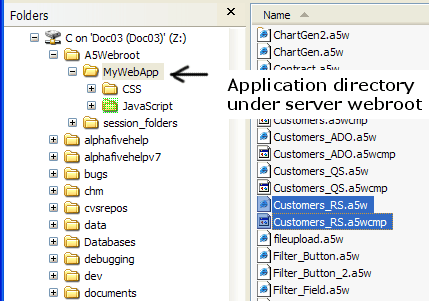 Folders
C on 'Doc03 (Doc03)' (Z:)
A5Webroot
MyWebApp
CSS
JavaScript
session_folders
alphafivehelp
alphafivehelpv7
bugs
chm
cvsrepos
data
Databases
debugging
dev
documents
Name
ChartGen2.a5w
ChartGen.a5w
Contract.a5w
Application directory
under server webroot
Customers.a5wcmp
Customers_ADO.a5w
Customers_ADO.a5wcmp
Customers_QS.a5w
Customers_QS.a5wcmp
Customers_RS.a5w
Customers_RS.a5wcmp
fileupload.a5w
Filter_Button.a5w
Filter_Button_2.a5w
Filter_Field.a5w